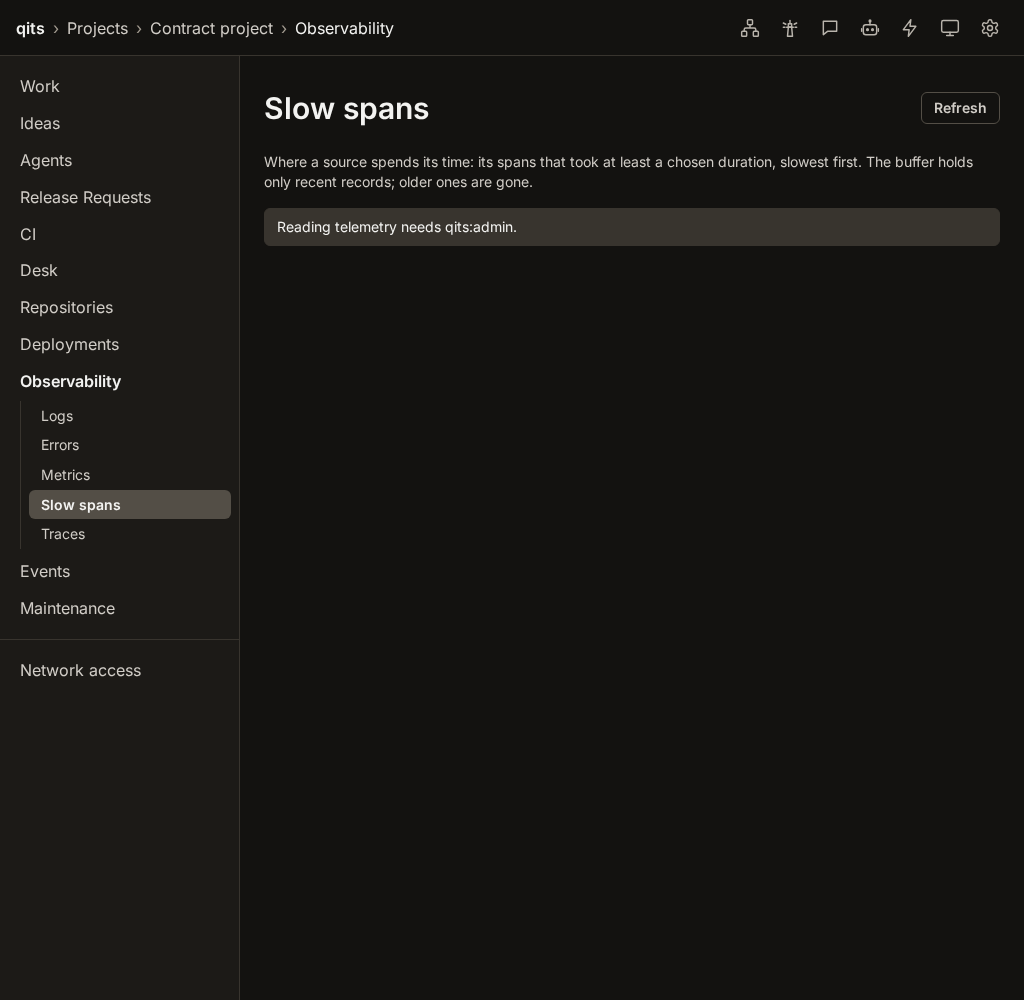 qits › Projects › Contract project › Observability
Work
Ideas
Agents
Release Requests
CI
Desk
Repositories
Deployments
Observability
Logs
Errors
Metrics
Slow spans
Traces
Events
Maintenance
Network access
Slow spans
Refresh
Where a source spends its time: its spans that took at least a chosen duration, slowest first. The buffer holds
only recent records; older ones are gone.
Reading telemetry needs qits:admin.